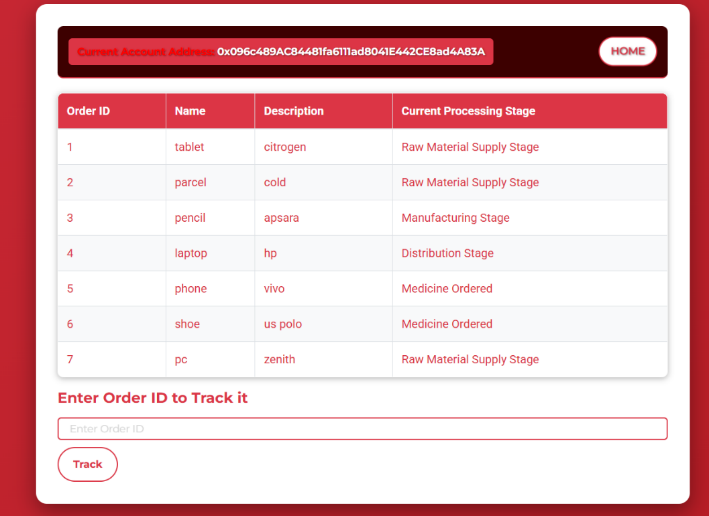 Current Account Address: 0x096c489AC84481fa6111ad8041E442CE8ad4A83A
HOME
Order ID Name Description Current Processing Stage
1 tablet citrogen Raw Material Supply Stage
2 parcel cold Raw Material Supply Stage
3 pencil apsara Manufacturing Stage
4 laptop hp Distribution Stage
5 phone vivo Medicine Ordered
6 shoe us polo Medicine Ordered
7 pc zenith Raw Material Supply Stage
Enter Order ID to Track it
Enter Order ID
Track